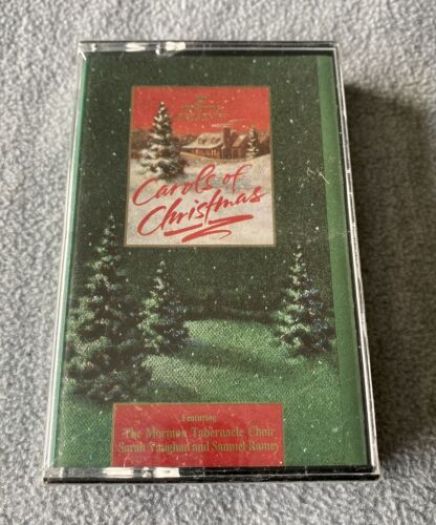 Carols of
Christmas
Featuring
The Mormon Tabernacle Choir,
Sarah Vaughan and Samuel Ramey